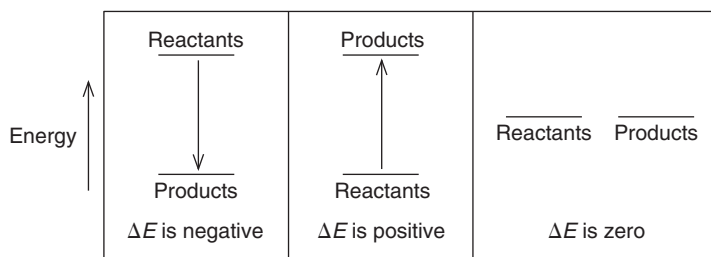 Energy
Reactants
Products
ΔE is negative
Products
Reactants
ΔE is positive
Reactants Products
ΔE is zero